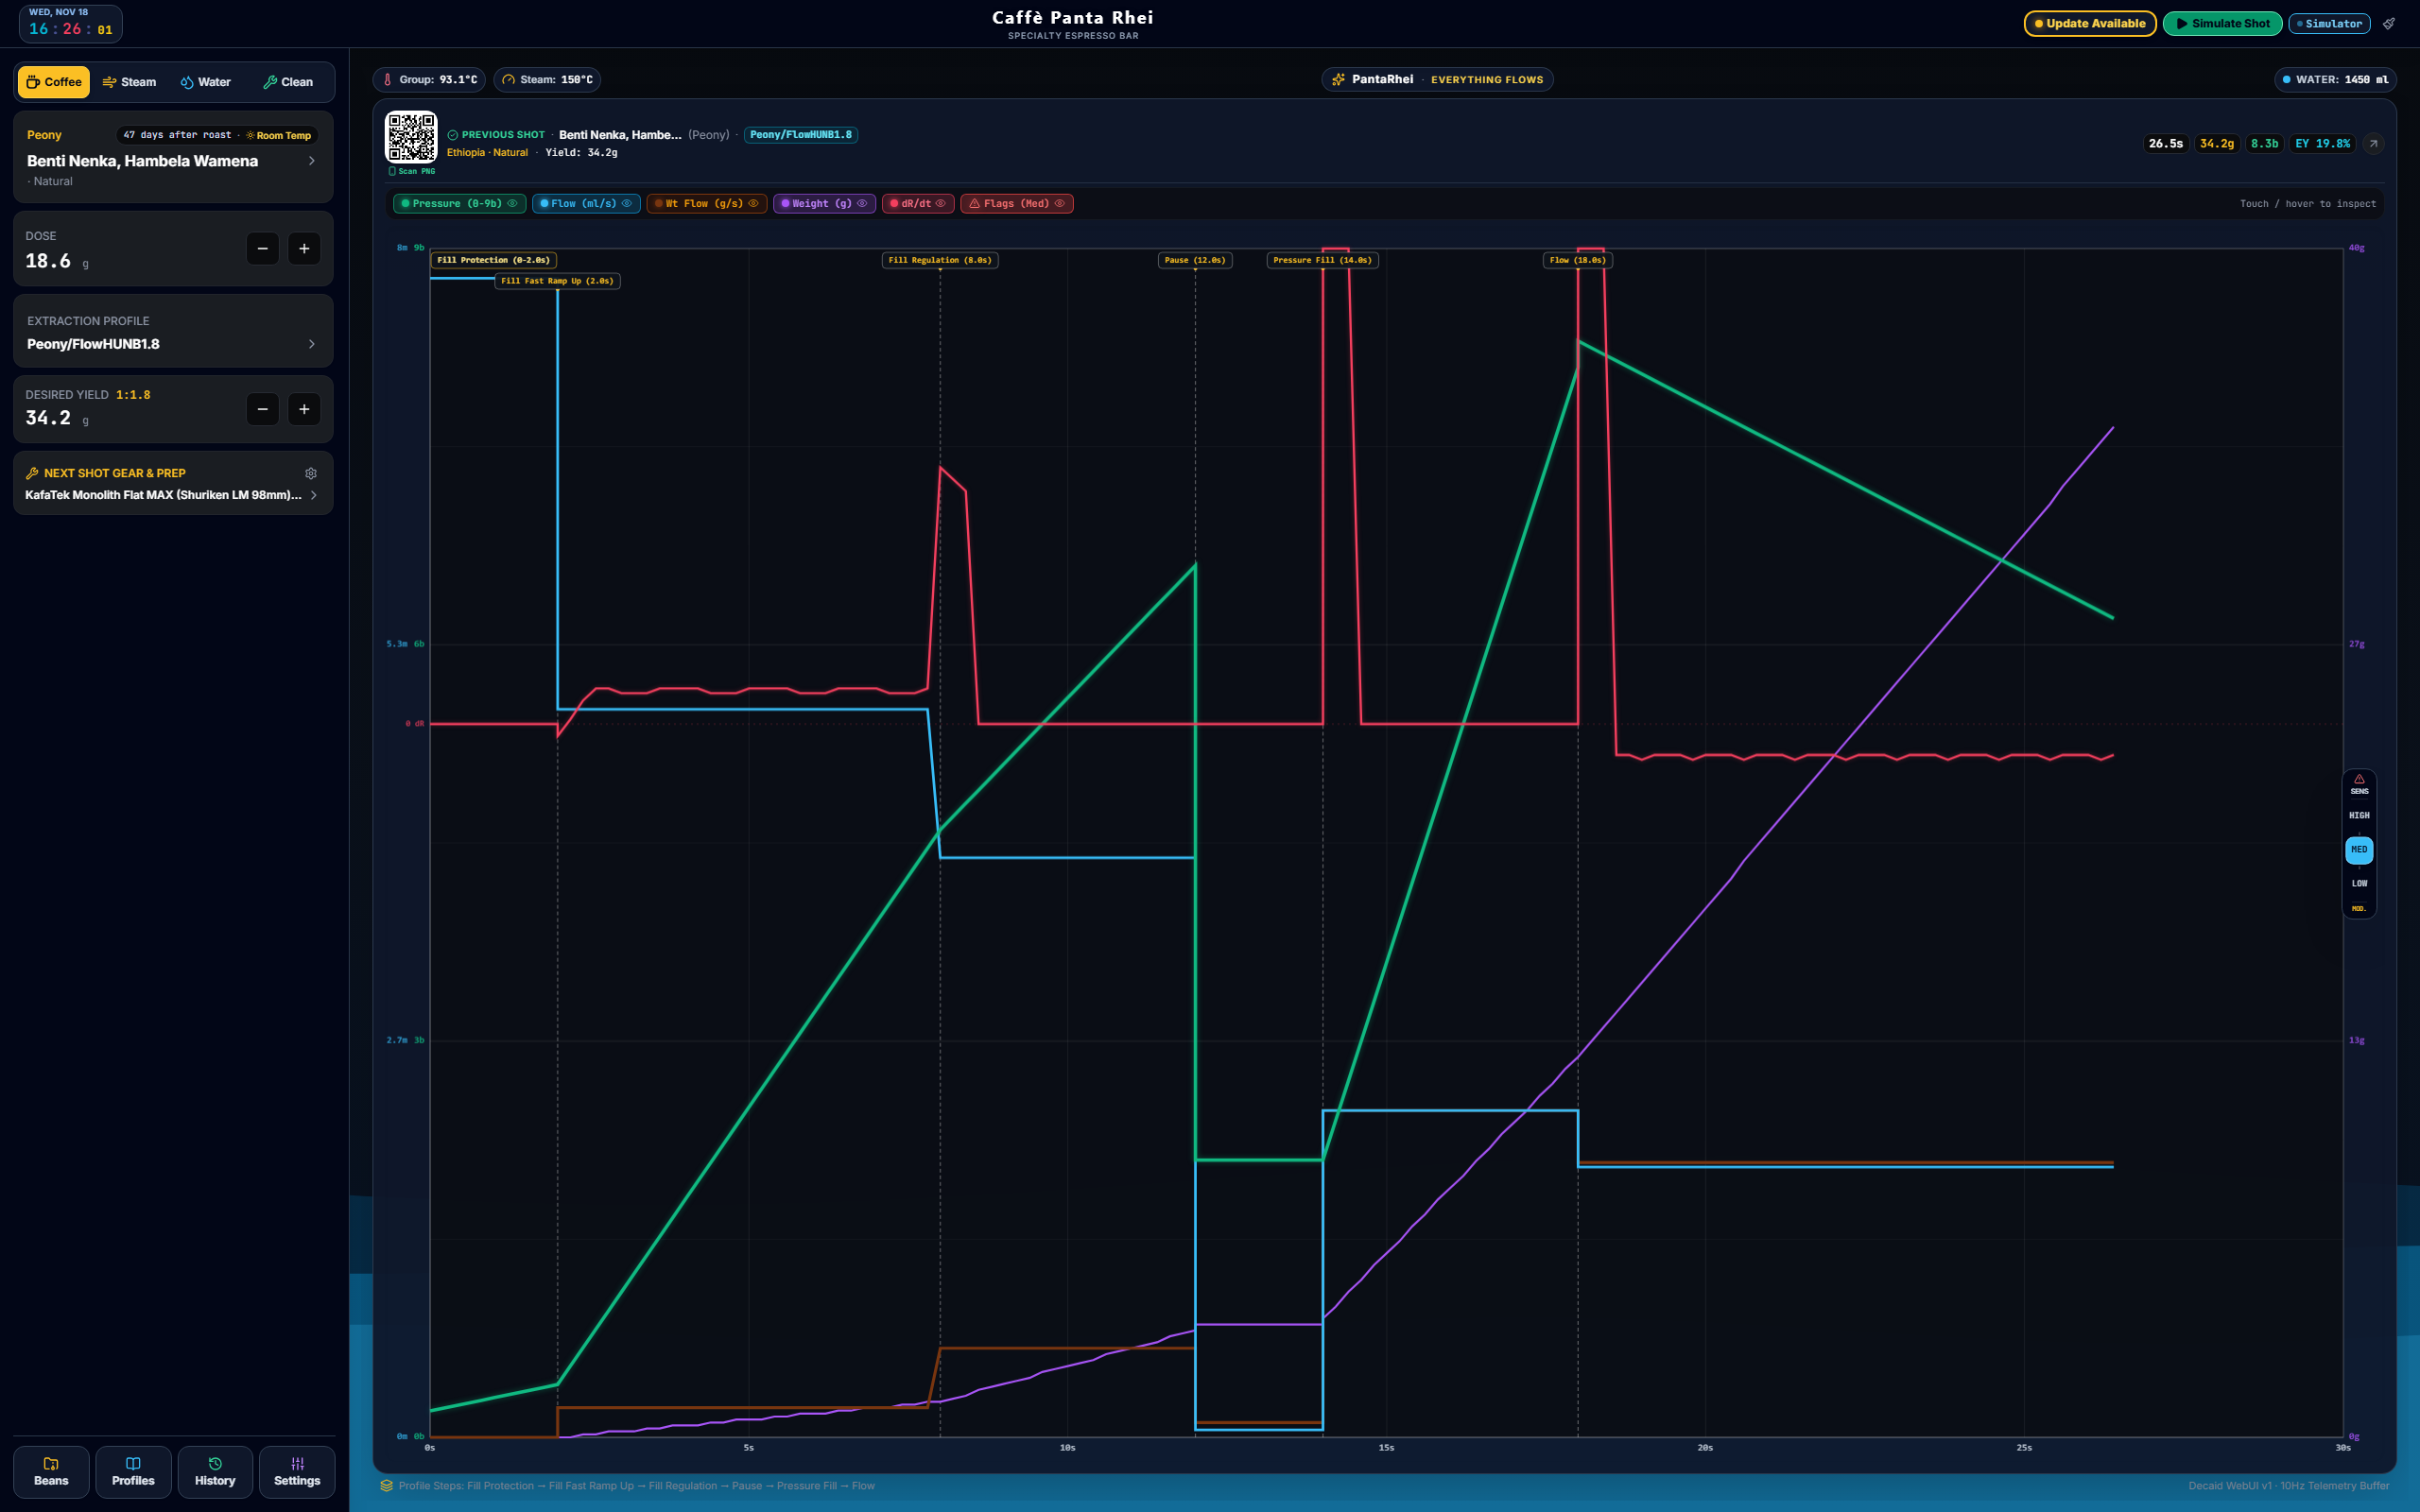 WED, NOV 18
16 : 26 : 01
Caffè Panta Rhei
SPECIALTY ESPRESSO BAR
Update Available
Simulate Shot
Simulator
Coffee
Steam
Water
Clean
Group: 93.1°C
Steam: 150°C
PantaRhei · EVERYTHING FLOWS
WATER: 1450 ml
Peony
47 days after roast · Room Temp
Benti Nenka, Hambela Wamena
· Natural
DOSE
18.6 g
− +
EXTRACTION PROFILE
Peony/FlowHUNB1.8
DESIRED YIELD 1:1.8
34.2 g
− +
NEXT SHOT GEAR & PREP
KafaTek Monolith Flat MAX (Shuriken LM 98mm)...
PREVIOUS SHOT · Benti Nenka, Hambe... (Peony) · Peony/FlowHUNB1.8
Ethiopia · Natural · Yield: 34.2g
Scan PNG
26.5s
34.2g
8.3b
EY 19.8%
Pressure (0-9b)
Flow (ml/s)
Wt Flow (g/s)
Weight (g)
dR/dt
Flags (Med)
Touch / hover to inspect
8m 9b
40g
Fill Protection (0-2.0s)
Fill Regulation (8.0s)
Pause (12.0s)
Pressure Fill (14.0s)
Flow (18.0s)
Fill Fast Ramp Up (2.0s)
5.3m 6b
27g
0 dR
SENS
HIGH
MED
LOW
MOD.
2.7m 3b
13g
0m 0b
0g
0s
5s
10s
15s
20s
25s
30s
Profile Steps: Fill Protection → Fill Fast Ramp Up → Fill Regulation → Pause → Pressure Fill → Flow
Decaid WebUI v1 · 10Hz Telemetry Buffer
Beans
Profiles
History
Settings